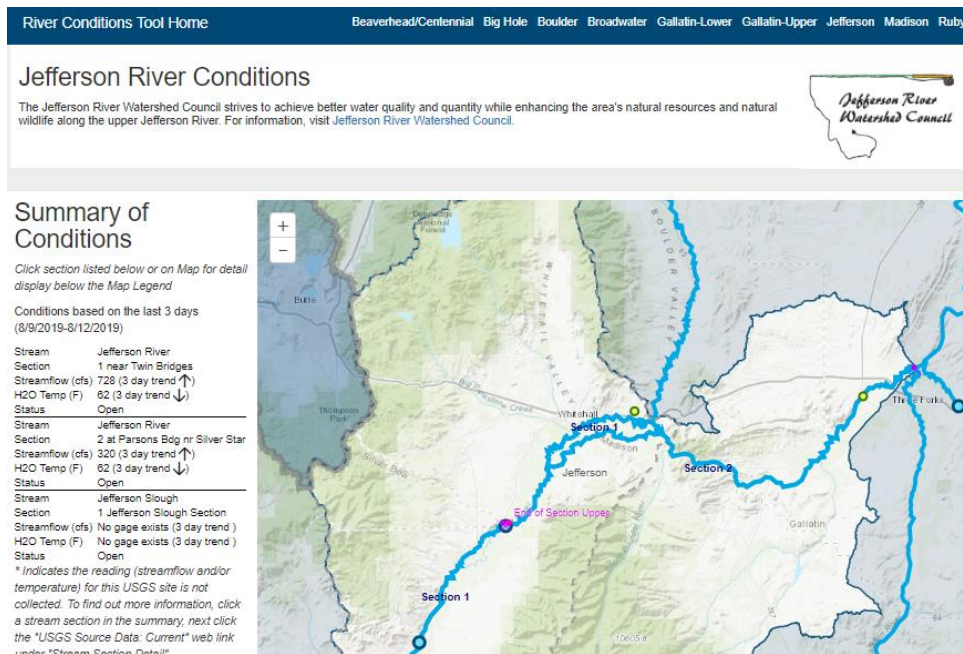 River Conditions Tool Home
Beaverhead/Centennial Big Hole Boulder Broadwater Gallatin-Lower Gallatin-Upper Jefferson Madison Ruby
Jefferson River Conditions
The Jefferson River Watershed Council strives to achieve better water quality and quantity while enhancing the area's natural resources and natural
wildlife along the upper Jefferson River. For information, visit Jefferson River Watershed Council.
Jefferson River
Watershed Council
Summary of
Conditions
Click section listed below or on Map for detail
display below the Map Legend
Conditions based on the last 3 days
(8/9/2019-8/12/2019)
Stream Jefferson River
Section 1 near Twin Bridges
Streamflow (cfs) 728 (3 day trend ↑)
H2O Temp (F) 62 (3 day trend ↓)
Status Open
Stream Jefferson River
Section 2 at Parsons Bdg nr Silver Star
Streamflow (cfs) 320 (3 day trend ↑)
H2O Temp (F) 62 (3 day trend ↓)
Status Open
Stream Jefferson Slough
Section 1 Jefferson Slough Section
Streamflow (cfs) No gage exists (3 day trend )
H2O Temp (F) No gage exists (3 day trend )
Status Open
* Indicates the reading (streamflow and/or
temperature) for this USGS site is not
collected. To find out more information, click
a stream section in the summary, next click
the "USGS Source Data: Current" web link
under "Stream Section Detail"
+
−
National
Forest
BOULDER VALLEY
WHITETAIL VALLEY
Butte
Big Pipestone Creek
Thompson
Park
Whitehall
Section 1
Madison
Three Forks
Silver Bow
Jefferson
Section 2
End of Section Upper
Gallatin
Section 1
10605 ft